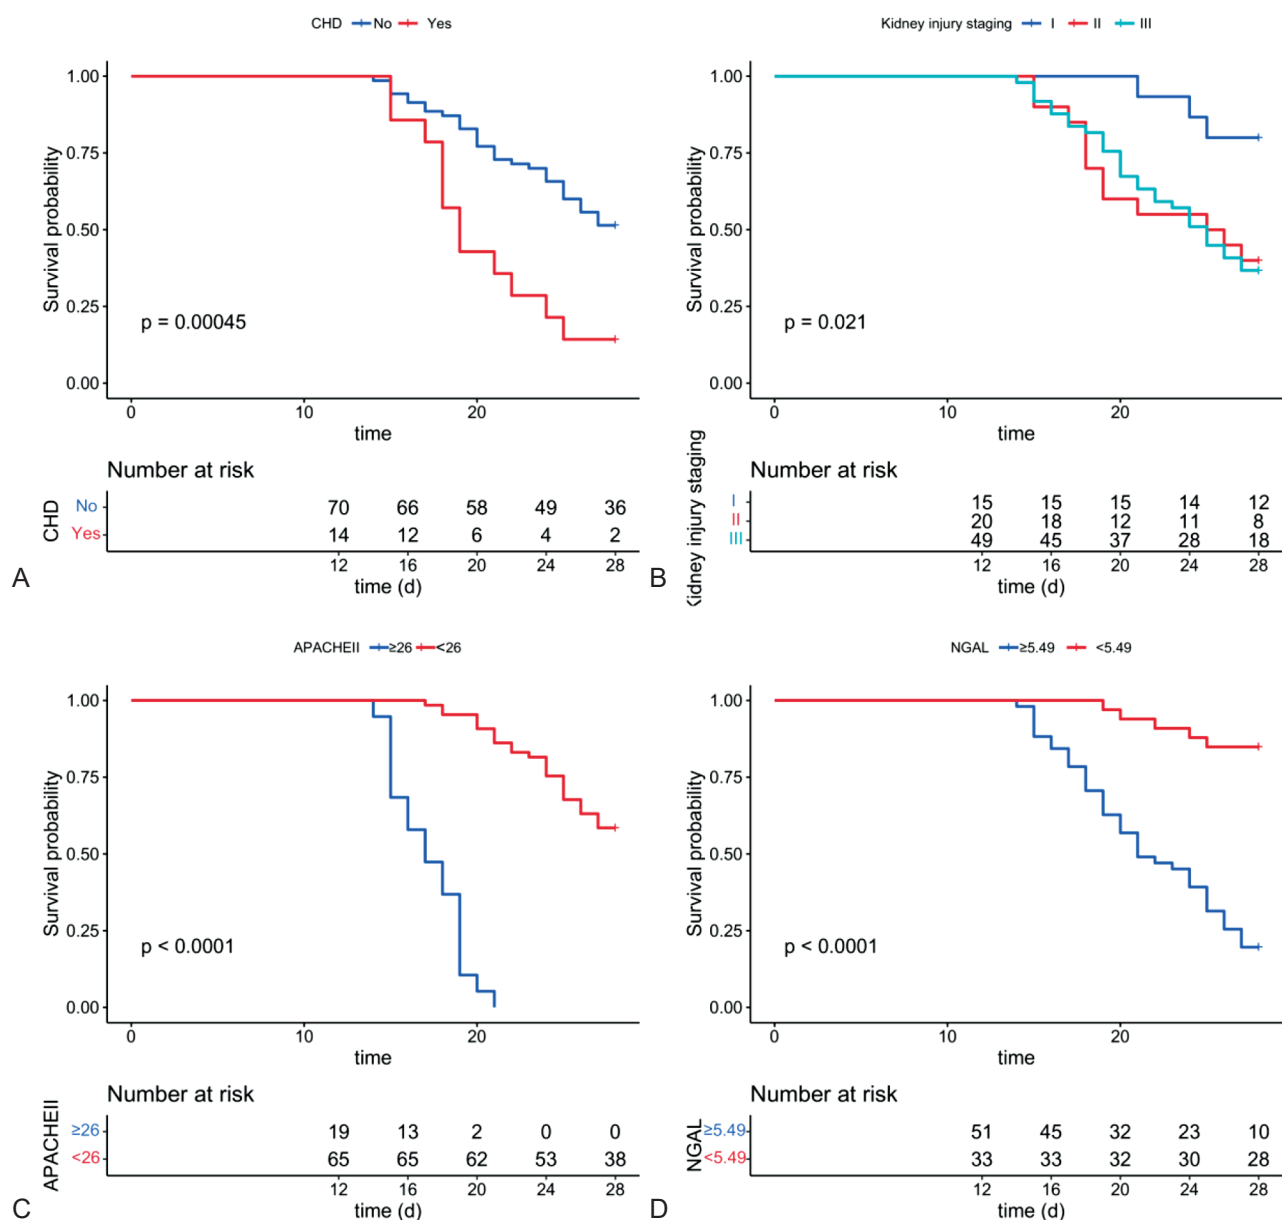 CHD No Yes
1.00
0.75
0.50
0.25
0.00
Survival probability
p = 0.00045
0 10 20
time
Number at risk
CHD
No 70 66 58 49 36
Yes 14 12 6 4 2
12 16 20 24 28
time (d)
A
Kidney injury staging I II III
1.00
0.75
0.50
0.25
0.00
Survival probability
p = 0.021
0 10 20
time
Number at risk
Kidney injury staging
I 15 15 15 14 12
II 20 18 12 11 8
III 49 45 37 28 18
12 16 20 24 28
time (d)
B
APACHEII ≥26 <26
1.00
0.75
0.50
0.25
0.00
Survival probability
p < 0.0001
0 10 20
time
Number at risk
APACHEII
≥26 19 13 2 0 0
<26 65 65 62 53 38
12 16 20 24 28
time (d)
C
NGAL ≥5.49 <5.49
1.00
0.75
0.50
0.25
0.00
Survival probability
p < 0.0001
0 10 20
time
Number at risk
NGAL
≥5.49 51 45 32 23 10
<5.49 33 33 32 30 28
12 16 20 24 28
time (d)
D